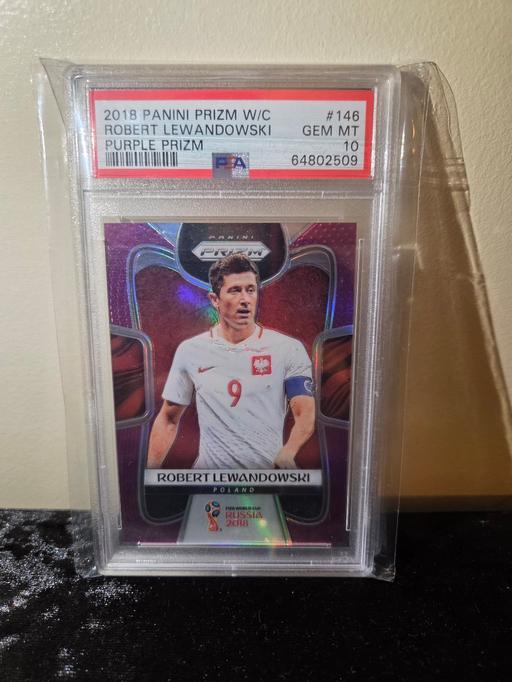 2018 PANINI PRIZM W/C #146
ROBERT LEWANDOWSKI GEM MT
PURPLE PRIZM 10
PSA 64802509
PANINI
PRIZM
9
ROBERT LEWANDOWSKI
POLAND
FIFA WORLD CUP
RUSSIA
2018